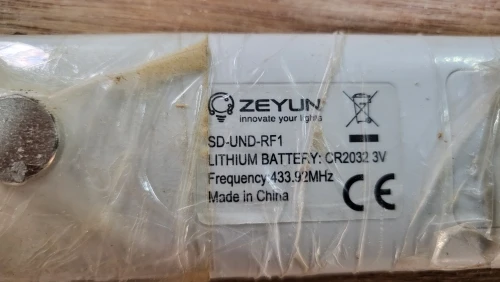 ZEYUN
innovate your lights
SD-UND-RF1
LITHIUM BATTERY: CR2032 3V
Frequency:433.92MHz
Made in China
CE